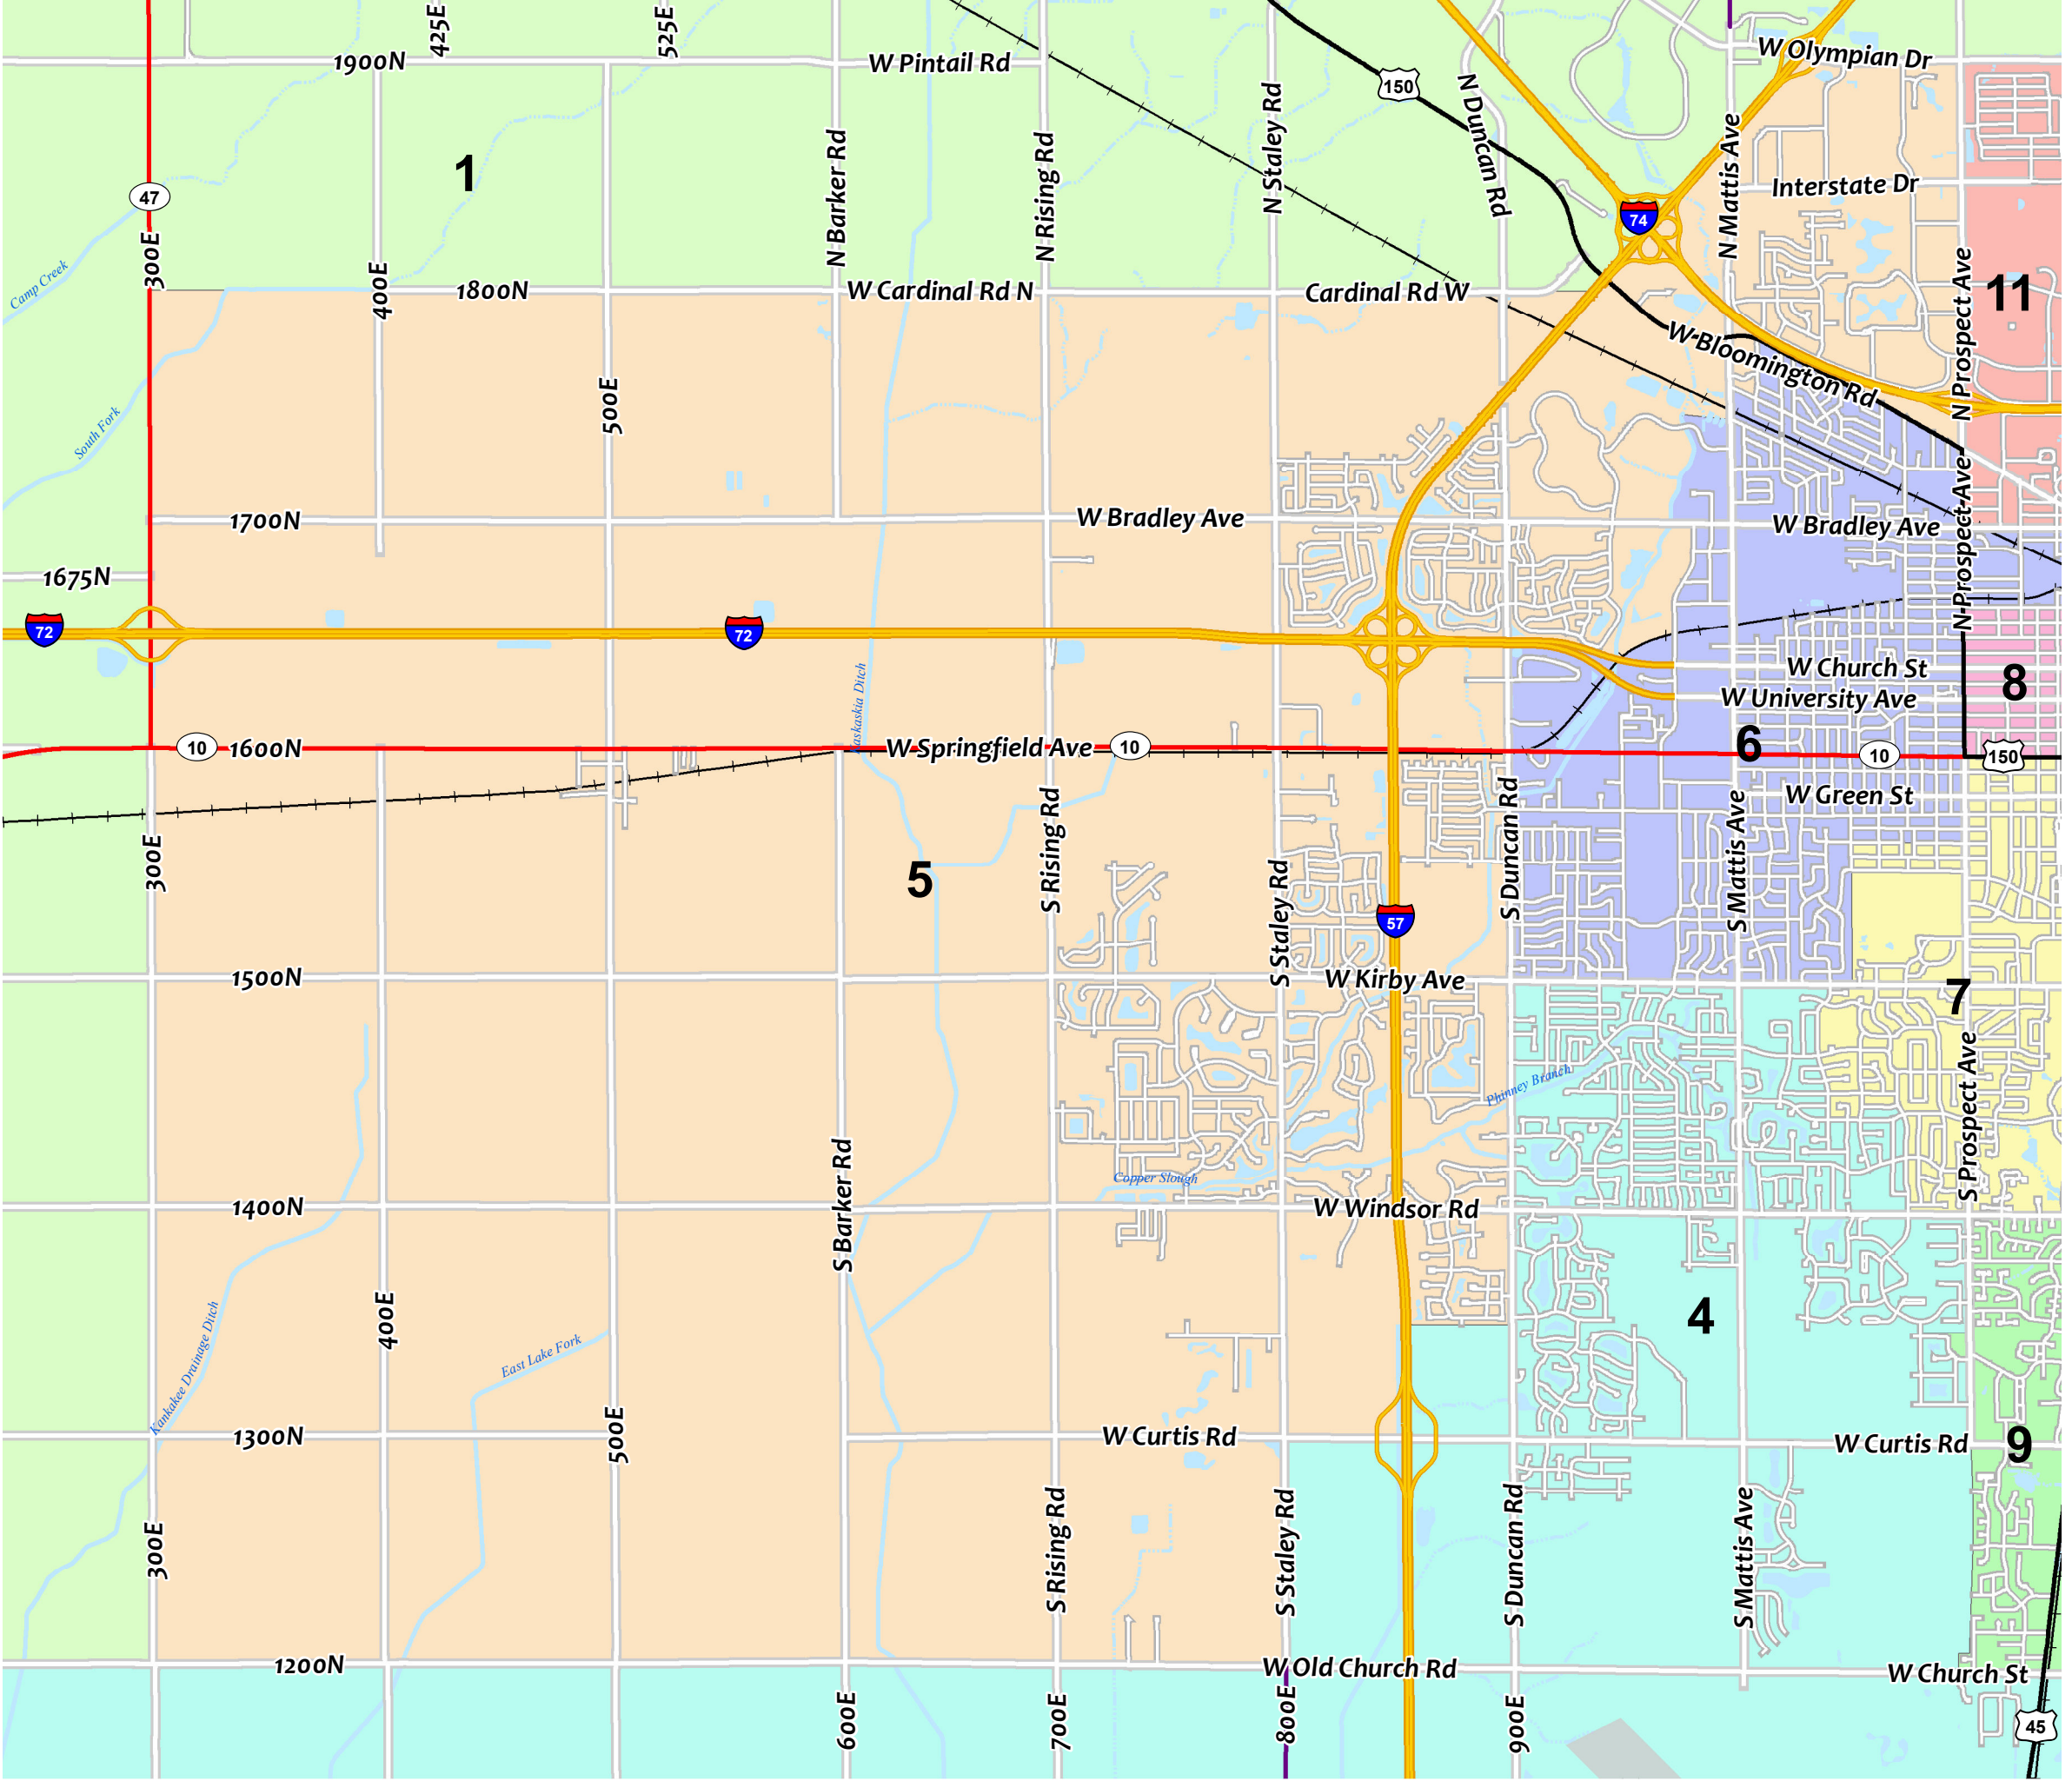 425E
525E
1900N
W Pintail Rd
150
W Olympian Dr
N Duncan Rd
N Staley Rd
N Mattis Ave
N Barker Rd
N Rising Rd
1
47
Interstate Dr
74
300E
400E
Camp Creek
1800N
W Cardinal Rd N
Cardinal Rd W
11
N Prospect Ave
W Bloomington Rd
South Fork
500E
1700N
W Bradley Ave
W Bradley Ave
N Prospect Ave
1675N
72
72
W Church St
8
W University Ave
Kaskaskia Ditch
10
1600N
W Springfield Ave
10
6
10
150
W Green St
300E
S Rising Rd
S Duncan Rd
S Mattis Ave
5
S Staley Rd
57
1500N
W Kirby Ave
7
Phinney Branch
S Prospect Ave
S Barker Rd
Copper Slough
1400N
W Windsor Rd
400E
4
Kankakee Drainage Ditch
East Lake Fork
500E
1300N
W Curtis Rd
W Curtis Rd
9
300E
S Rising Rd
S Staley Rd
S Duncan Rd
S Mattis Ave
1200N
W Old Church Rd
W Church St
600E
700E
800E
900E
45